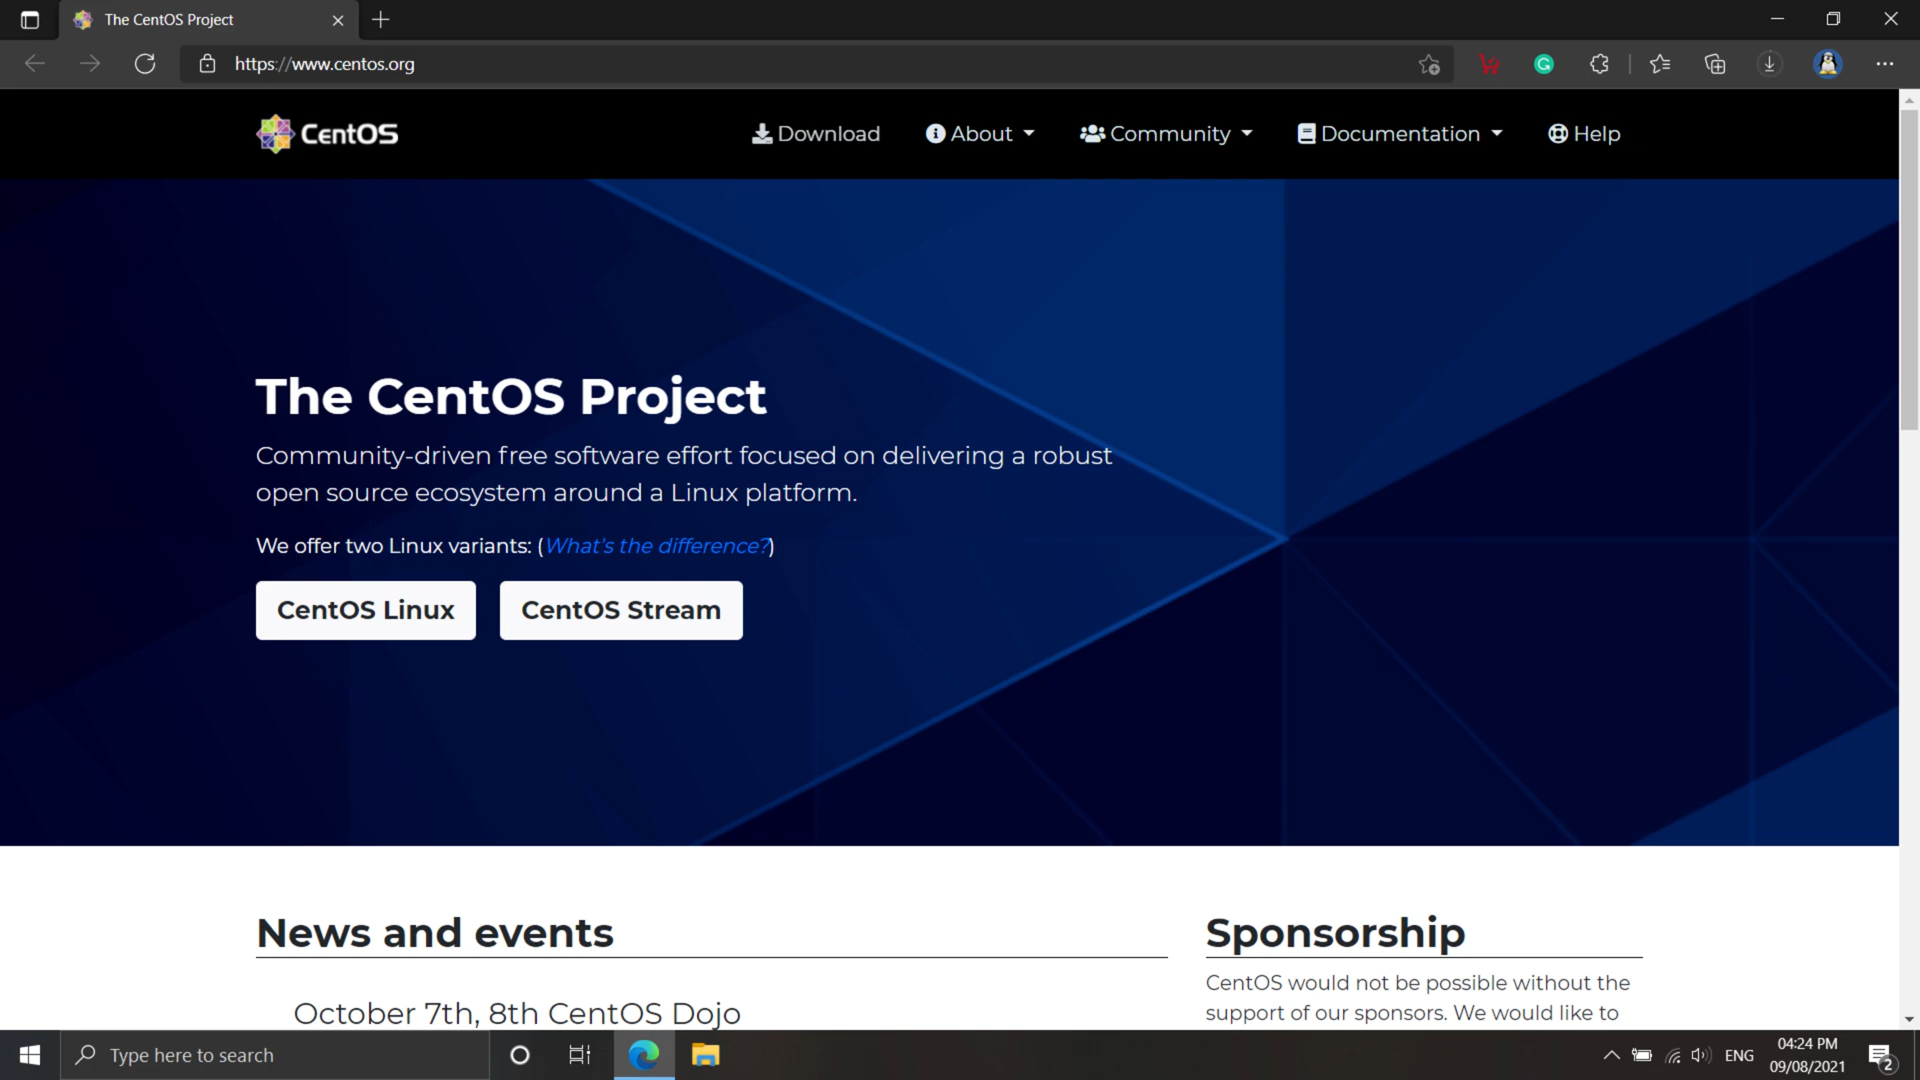 The CentOS Project
https://www.centos.org
CentOS
Download
About
Community
Documentation
Help
The CentOS Project
Community-driven free software effort focused on delivering a robust
open source ecosystem around a Linux platform.
We offer two Linux variants: (What's the difference?)
CentOS Linux
CentOS Stream
News and events
Sponsorship
CentOS would not be possible without the
support of our sponsors. We would like to
October 7th, 8th CentOS Dojo
Type here to search
ENG
04:24 PM
09/08/2021
2